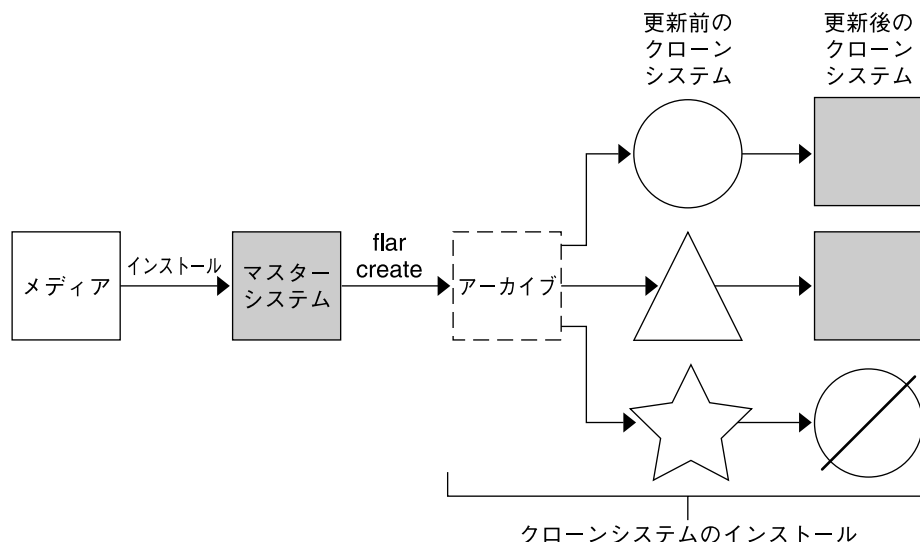 更新前の
クローン
システム
更新後の
クローン
システム
メディア
インストール
マスター
システム
flar
create
アーカイブ
クローンシステムのインストール